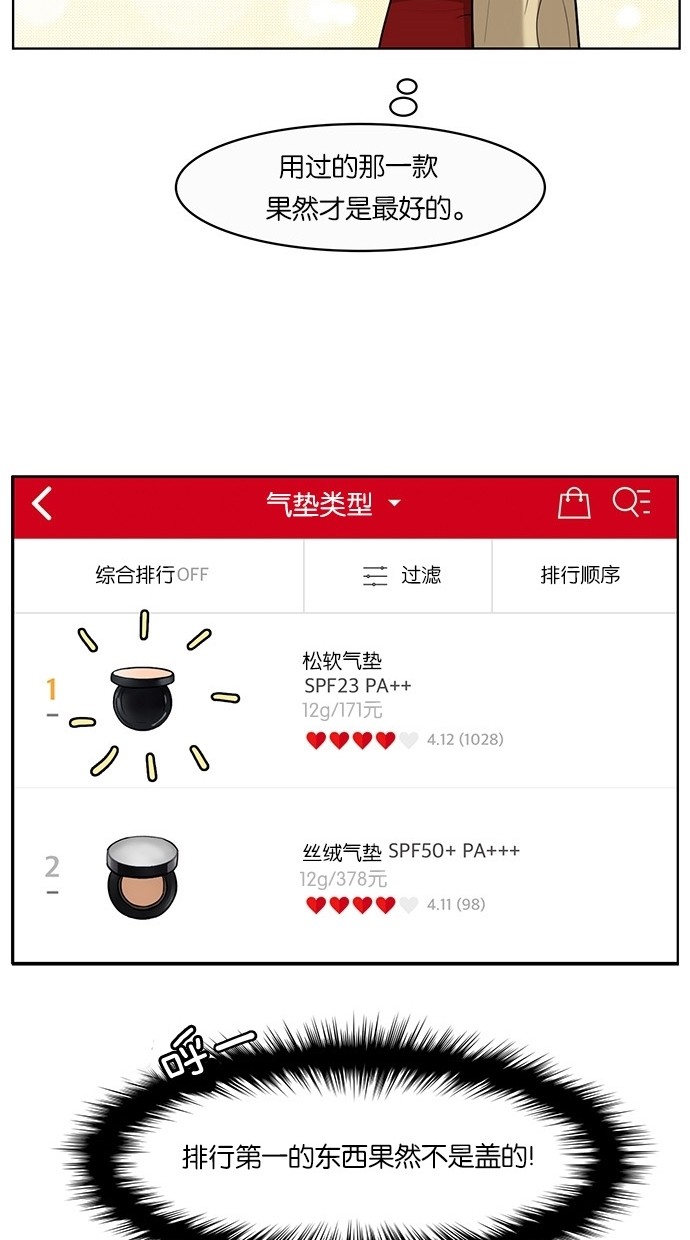 用过的那一款
果然才是最好的。
气垫类型
综合排行OFF 过滤 排行顺序
1
松软气垫
SPF23 PA++
12g/171元
4.12 (1028)
2
丝绒气垫 SPF50+ PA+++
12g/378元
4.11 (98)
呼一
排行第一的东西果然不是盖的!